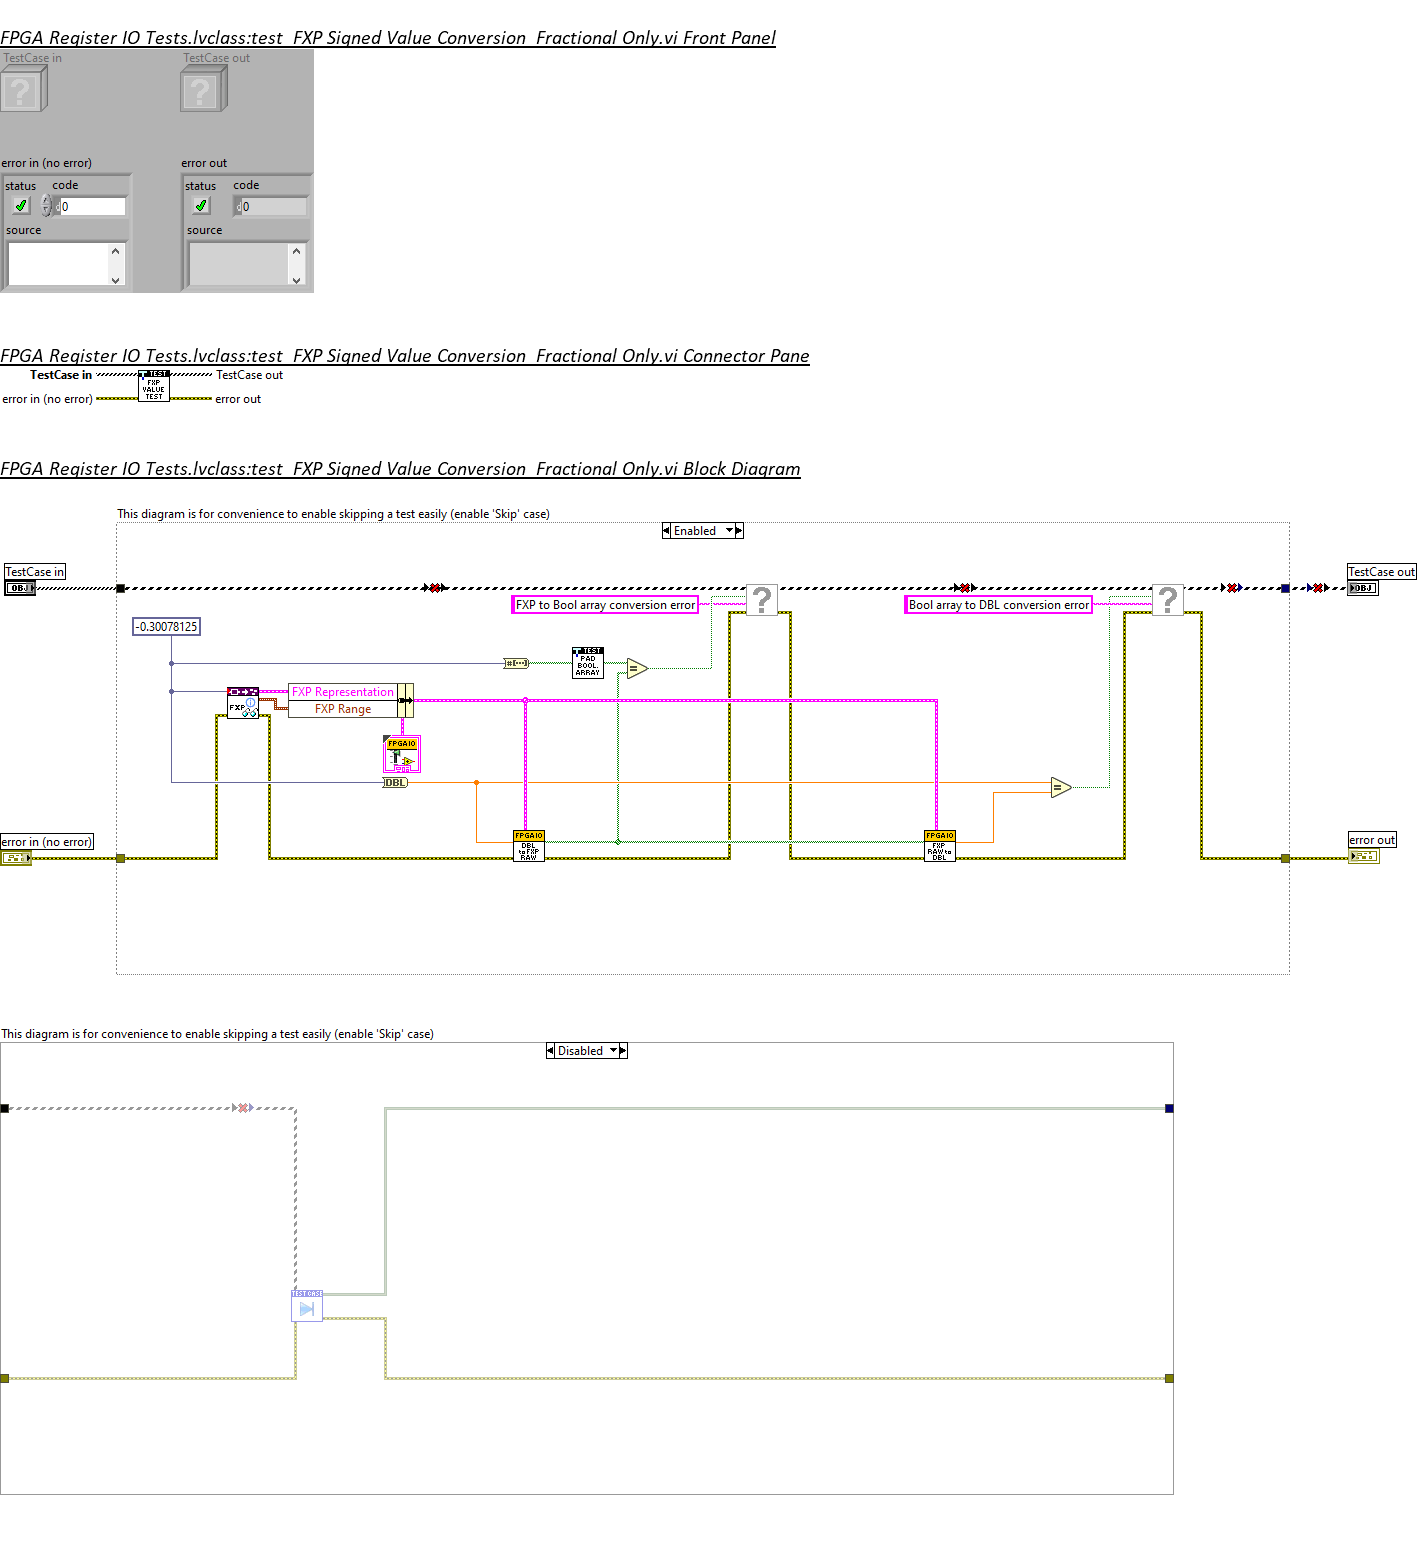 FPGA Register IO Tests.lvclass:test_FXP Signed Value Conversion_Fractional Only.vi Front Panel
TestCase in
TestCase out
?
?
error in (no error)
error out
status code
status code
d 0
d 0
source
source
FPGA Register IO Tests.lvclass:test_FXP Signed Value Conversion_Fractional Only.vi Connector Pane
TestCase in
TEST
FXP
VALUE
TEST
TestCase out
error in (no error)
error out
FPGA Register IO Tests.lvclass:test_FXP Signed Value Conversion_Fractional Only.vi Block Diagram
This diagram is for convenience to enable skipping a test easily (enable 'Skip' case)
Enabled
TestCase in
OBJ
TestCase out
OBJ
FXP to Bool array conversion error
?
Bool array to DBL conversion error
?
-0.30078125
#[...]
TEST
PAD
BOOL.
ARRAY
=
FXP
FXP Representation
FXP Range
FPGAIO
DBL
=
error in (no error)
FPGAIO
DBL
to FXP
RAW
FPGAIO
FXP
RAW to
DBL
error out
This diagram is for convenience to enable skipping a test easily (enable 'Skip' case)
Disabled
TEST CASE